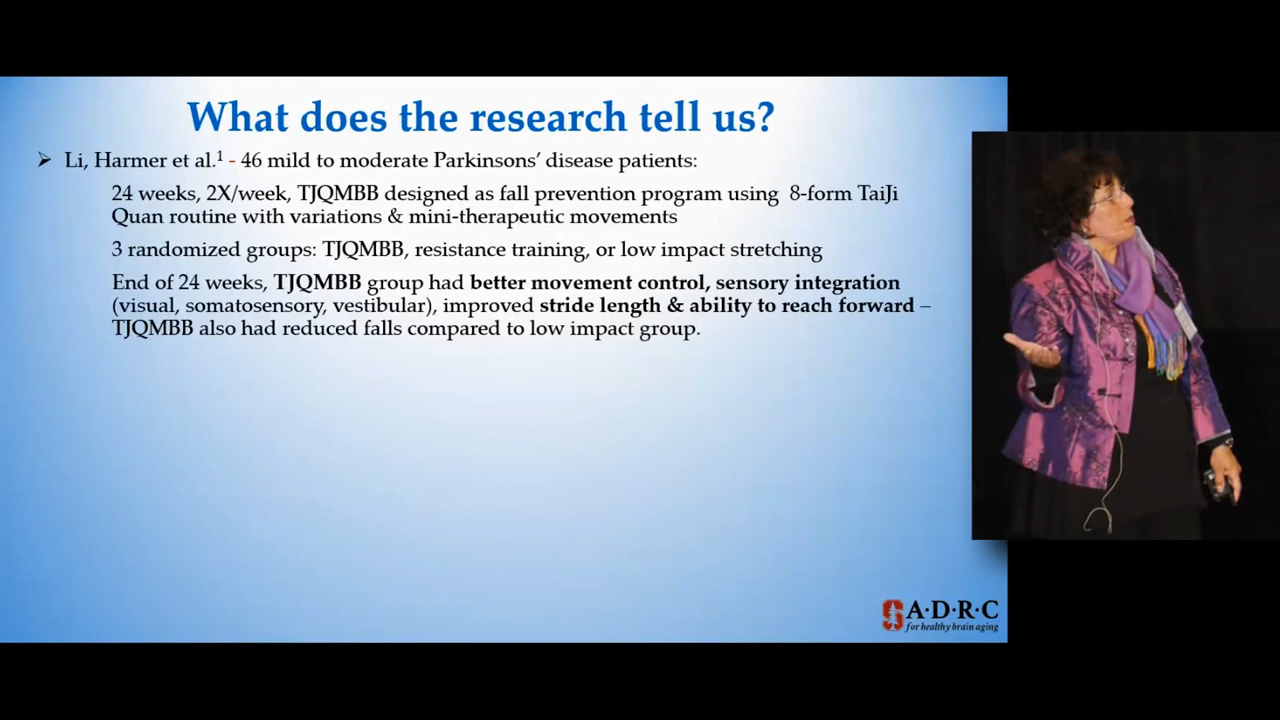 What does the research tell us?
➢ Li, Harmer et al.¹ - 46 mild to moderate Parkinsons’ disease patients:
24 weeks, 2X/week, TJQMBB designed as fall prevention program using 8-form TaiJi
Quan routine with variations & mini-therapeutic movements
3 randomized groups: TJQMBB, resistance training, or low impact stretching
End of 24 weeks, TJQMBB group had better movement control, sensory integration
(visual, somatosensory, vestibular), improved stride length & ability to reach forward –
TJQMBB also had reduced falls compared to low impact group.
A·D·R·C
for healthy brain aging